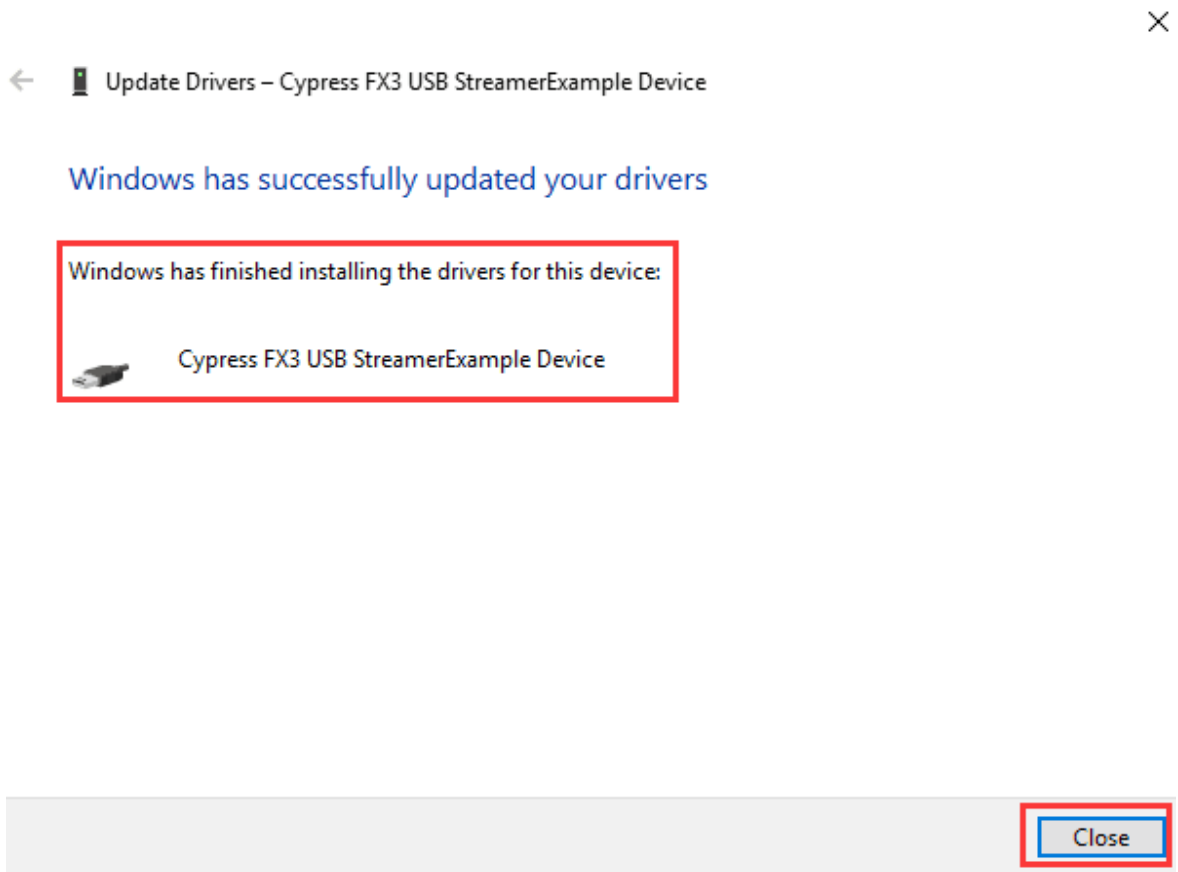 Update Drivers – Cypress FX3 USB StreamerExample Device
Windows has successfully updated your drivers
Windows has finished installing the drivers for this device:
Cypress FX3 USB StreamerExample Device
Close